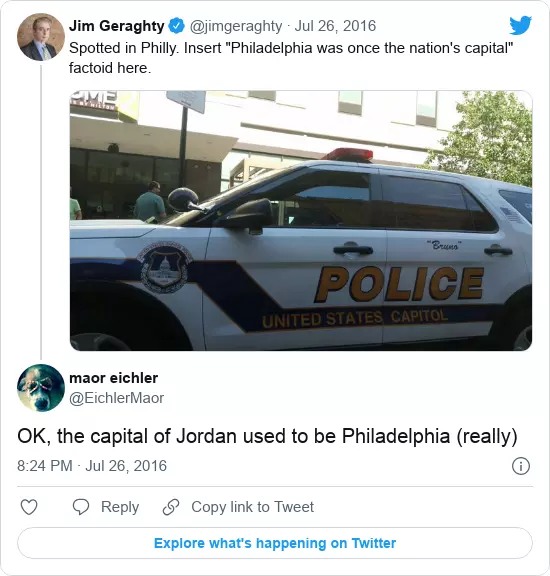 Jim Geraghty @jimgeraghty · Jul 26, 2016
Spotted in Philly. Insert "Philadelphia was once the nation's capital"
factoid here.
"Bruno"
POLICE
UNITED STATES CAPITOL
maor eichler
@EichlerMaor
OK, the capital of Jordan used to be Philadelphia (really)
8:24 PM · Jul 26, 2016
Reply
Copy link to Tweet
Explore what's happening on Twitter